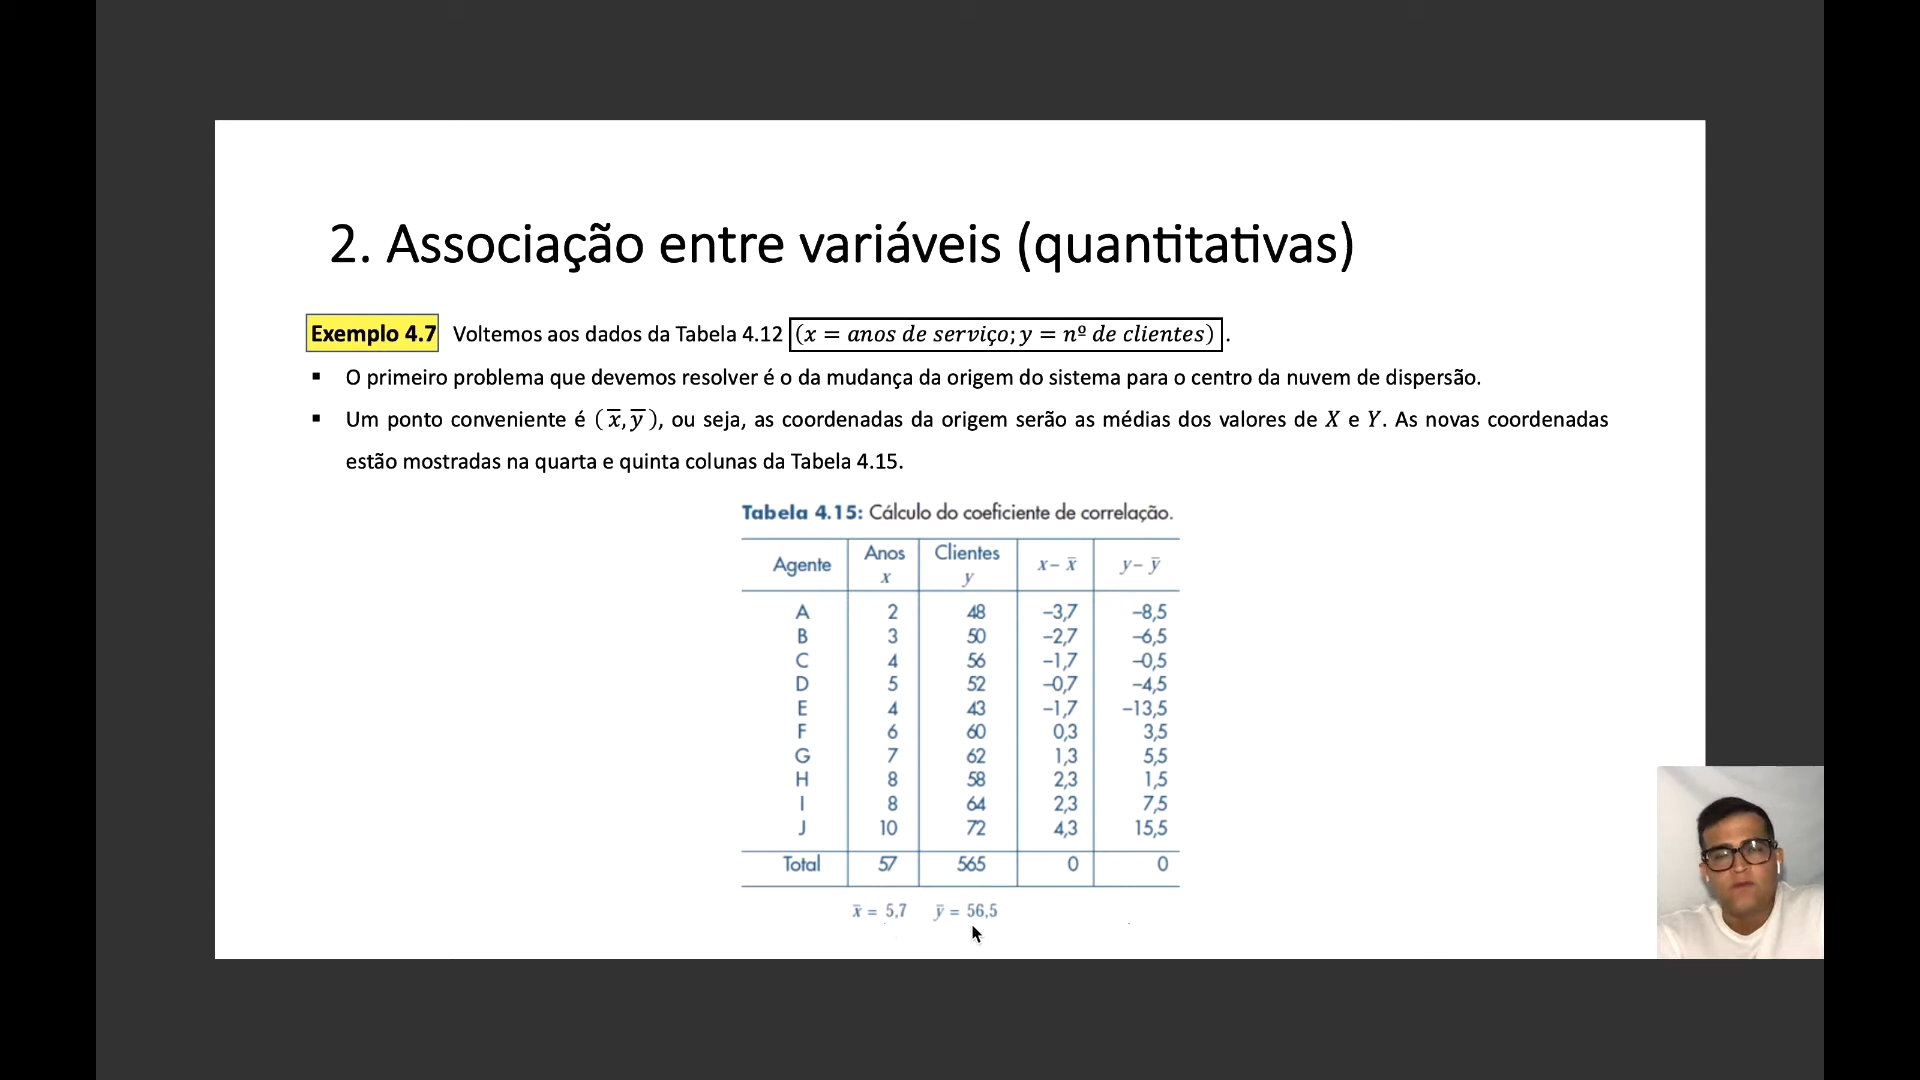 2. Associação entre variáveis (quantitativas)
Exemplo 4.7 Voltemos aos dados da Tabela 4.12 (x = anos de serviço; y = nº de clientes).
▪ O primeiro problema que devemos resolver é o da mudança da origem do sistema para o centro da nuvem de dispersão.
▪ Um ponto conveniente é (x̅, y̅), ou seja, as coordenadas da origem serão as médias dos valores de X e Y. As novas coordenadas
estão mostradas na quarta e quinta colunas da Tabela 4.15.
Tabela 4.15: Cálculo do coeficiente de correlação.
Agente Anos x Clientes y x – x̅ y – y̅
A 2 48 –3,7 –8,5
B 3 50 –2,7 –6,5
C 4 56 –1,7 –0,5
D 5 52 –0,7 –4,5
E 4 43 –1,7 –13,5
F 6 60 0,3 3,5
G 7 62 1,3 5,5
H 8 58 2,3 1,5
I 8 64 2,3 7,5
J 10 72 4,3 15,5
Total 57 565 0 0
x̅ = 5,7 y̅ = 56,5